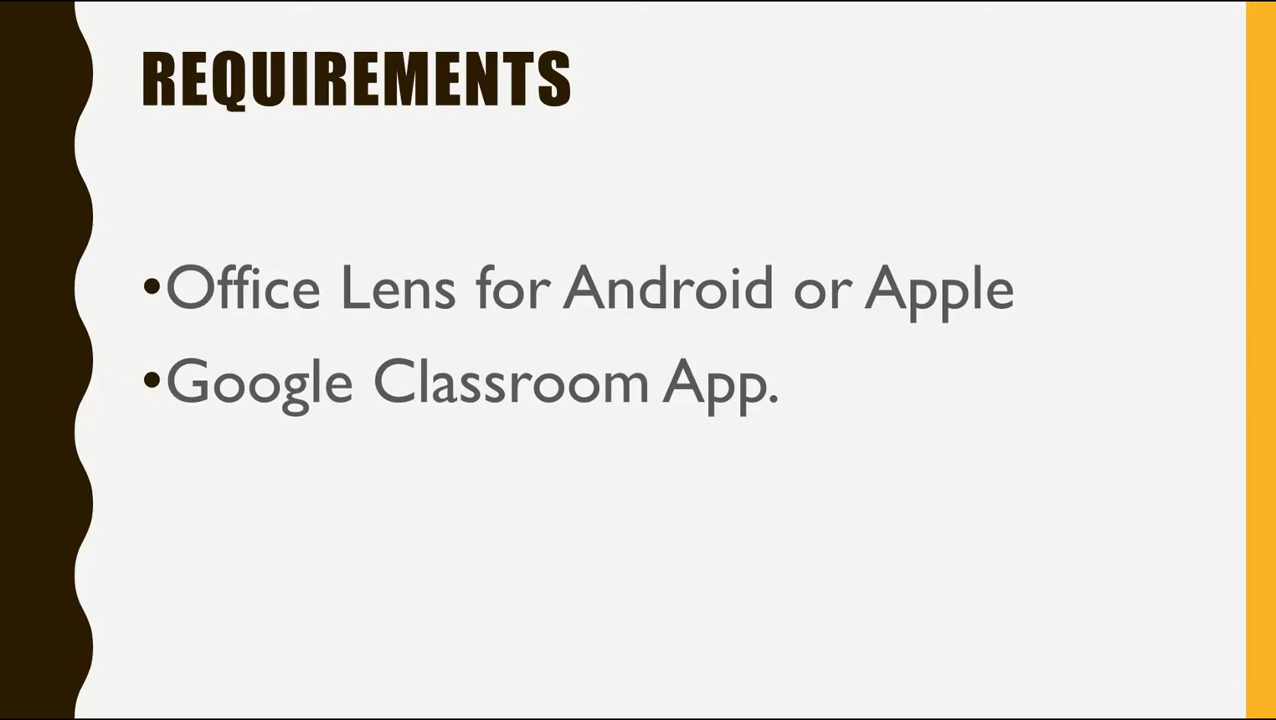 REQUIREMENTS
•Office Lens for Android or Apple
•Google Classroom App.